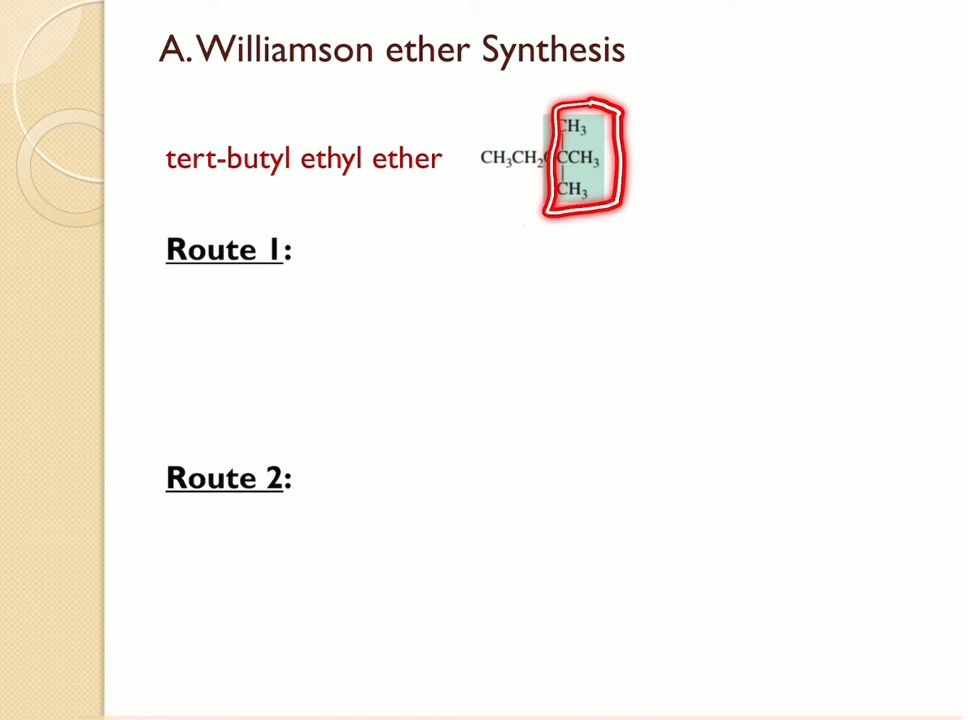 A. Williamson ether Synthesis
CH3
tert-butyl ethyl ether CH3CH2 CCH3
CH3
Route 1:
Route 2: